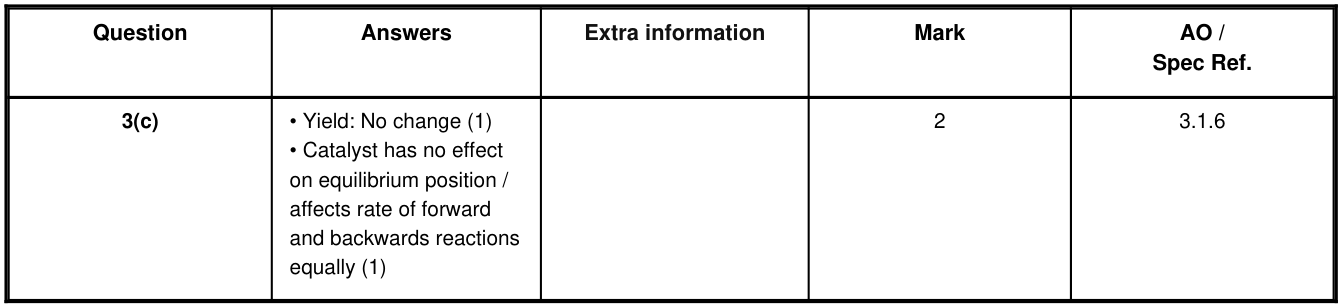 Question Answers Extra information Mark AO /
Spec Ref.
3(c) • Yield: No change (1) 2 3.1.6
• Catalyst has no effect
on equilibrium position /
affects rate of forward
and backwards reactions
equally (1)